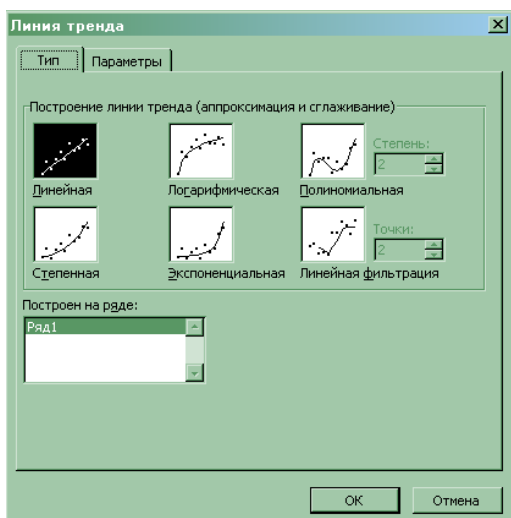 Линия тренда
Тип Параметры
Построение линии тренда (аппроксимация и сглаживание)
Степень:
2
Линейная Логарифмическая Полиномиальная
Точки:
2
Степенная Экспоненциальная Линейная фильтрация
Построен на ряде:
Ряд1
OK Отмена